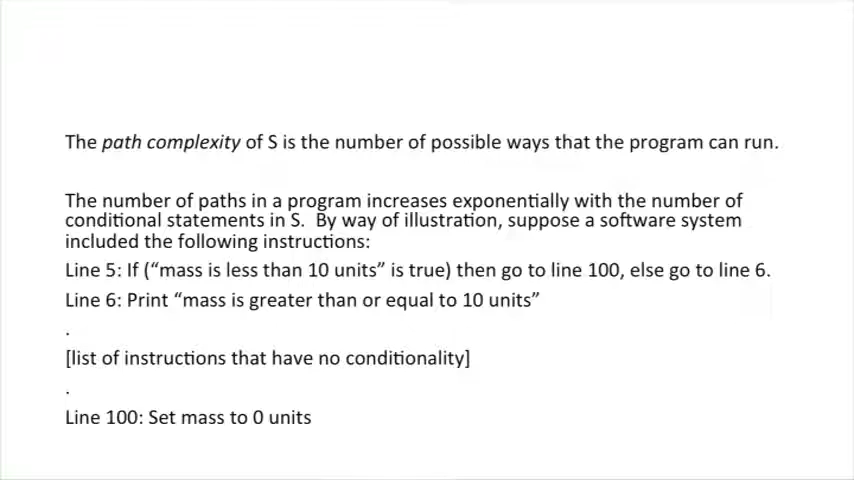 The path complexity of S is the number of possible ways that the program can run.
The number of paths in a program increases exponentially with the number of
conditional statements in S.  By way of illustration, suppose a software system
included the following instructions:
Line 5: If (“mass is less than 10 units” is true) then go to line 100, else go to line 6.
Line 6: Print “mass is greater than or equal to 10 units”
.
[list of instructions that have no conditionality]
.
Line 100: Set mass to 0 units